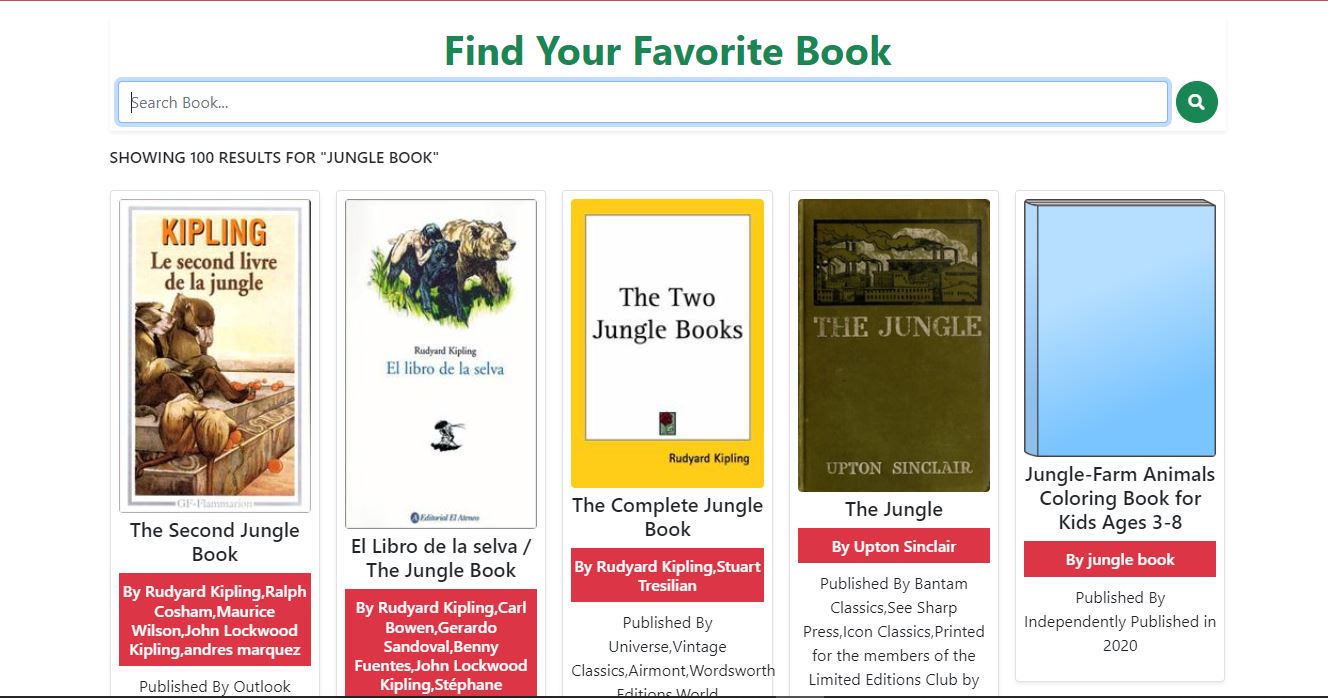 Find Your Favorite Book
Search Book...
SHOWING 100 RESULTS FOR "JUNGLE BOOK"
KIPLING
Le second livre
de la jungle
GF-Flammarion
The Second Jungle
Book
By Rudyard Kipling,Ralph
Cosham,Maurice
Wilson,John Lockwood
Kipling,andres marquez
Published By Outlook
Rudyard Kipling
El libro de la selva
Editorial El Ateneo
El Libro de la selva /
The Jungle Book
By Rudyard Kipling,Carl
Bowen,Gerardo
Sandoval,Benny
Fuentes,John Lockwood
Kipling,Stéphane
The Two
Jungle Books
Rudyard Kipling
The Complete Jungle
Book
By Rudyard Kipling,Stuart
Tresilian
Published By
Universe,Vintage
Classics,Airmont,Wordsworth
Editions,World
THE JUNGLE
UPTON SINCLAIR
The Jungle
By Upton Sinclair
Published By Bantam
Classics,See Sharp
Press,Icon Classics,Printed
for the members of the
Limited Editions Club by
Jungle-Farm Animals
Coloring Book for
Kids Ages 3-8
By jungle book
Published By
Independently Published in
2020